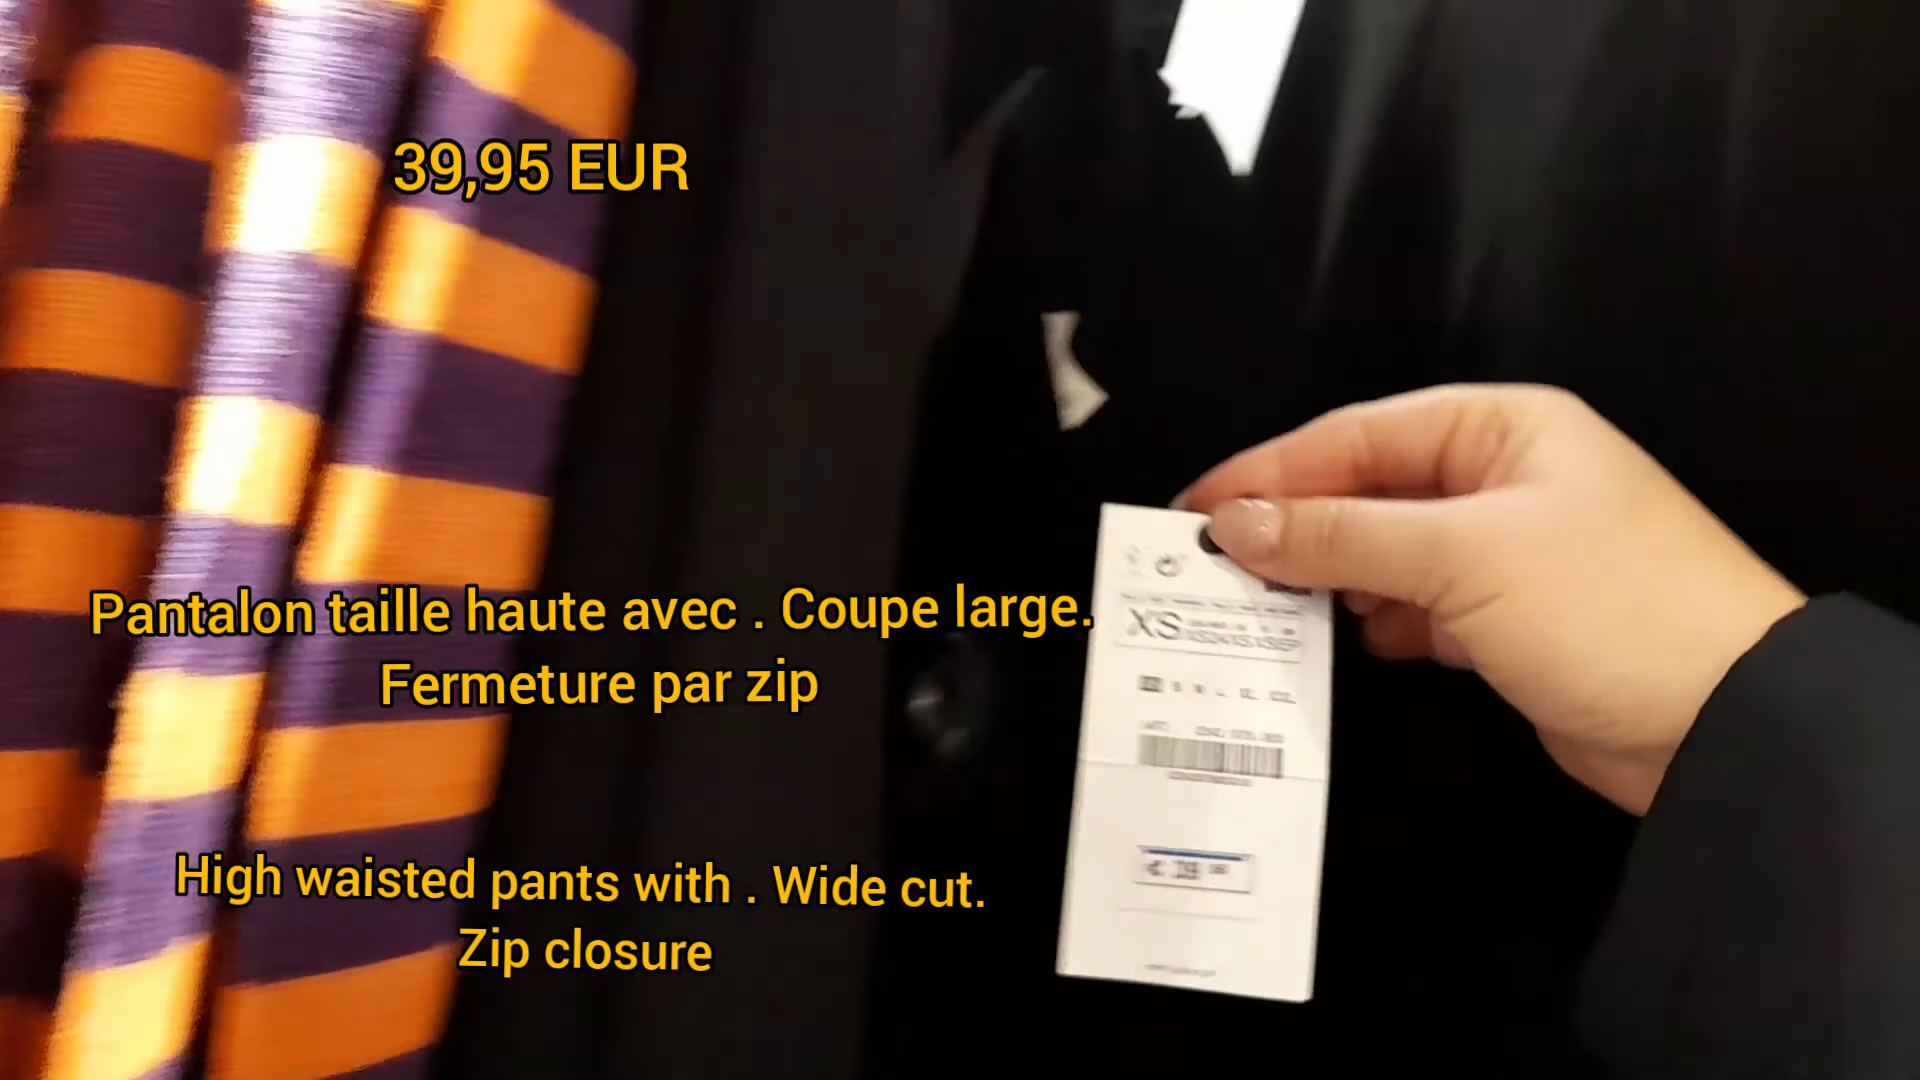 39,95 EUR
Pantalon taille haute avec . Coupe large.
Fermeture par zip
XS
High waisted pants with . Wide cut.
Zip closure